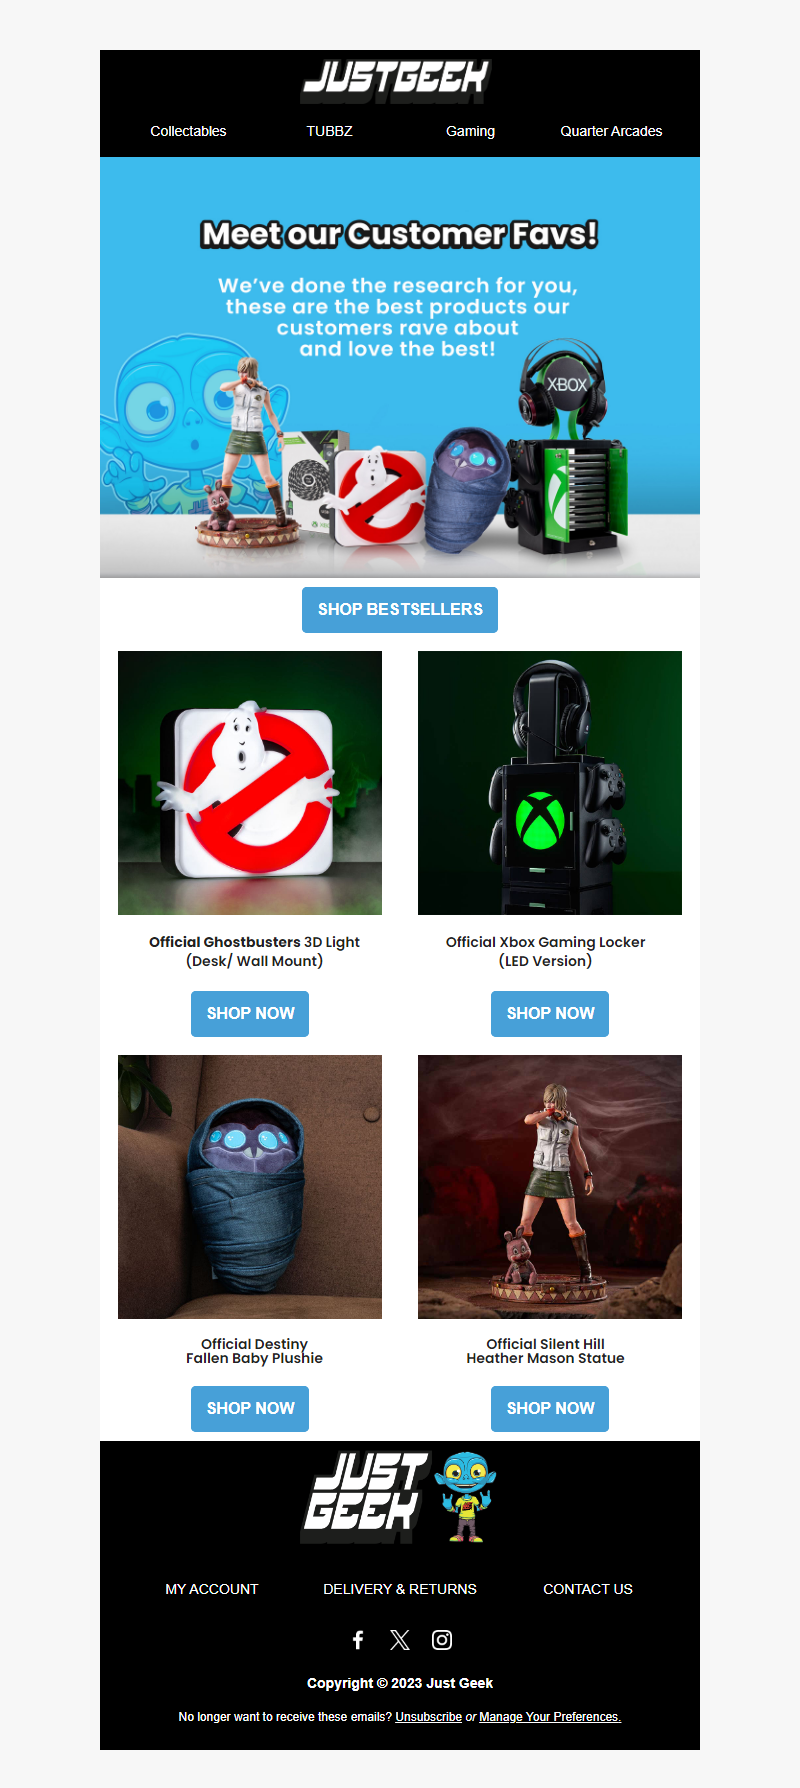 JUSTGEEK
Collectables TUBBZ Gaming Quarter Arcades
Meet our Customer Favs!
We've done the research for you,
these are the best products our
customers rave about
and love the best!
XBOX
SHOP BESTSELLERS
Official Ghostbusters 3D Light
(Desk/ Wall Mount)
Official Xbox Gaming Locker
(LED Version)
SHOP NOW
SHOP NOW
Official Destiny
Fallen Baby Plushie
Official Silent Hill
Heather Mason Statue
SHOP NOW
SHOP NOW
JUST
GEEK
MY ACCOUNT DELIVERY & RETURNS CONTACT US
Copyright © 2023 Just Geek
No longer want to receive these emails? Unsubscribe or Manage Your Preferences.